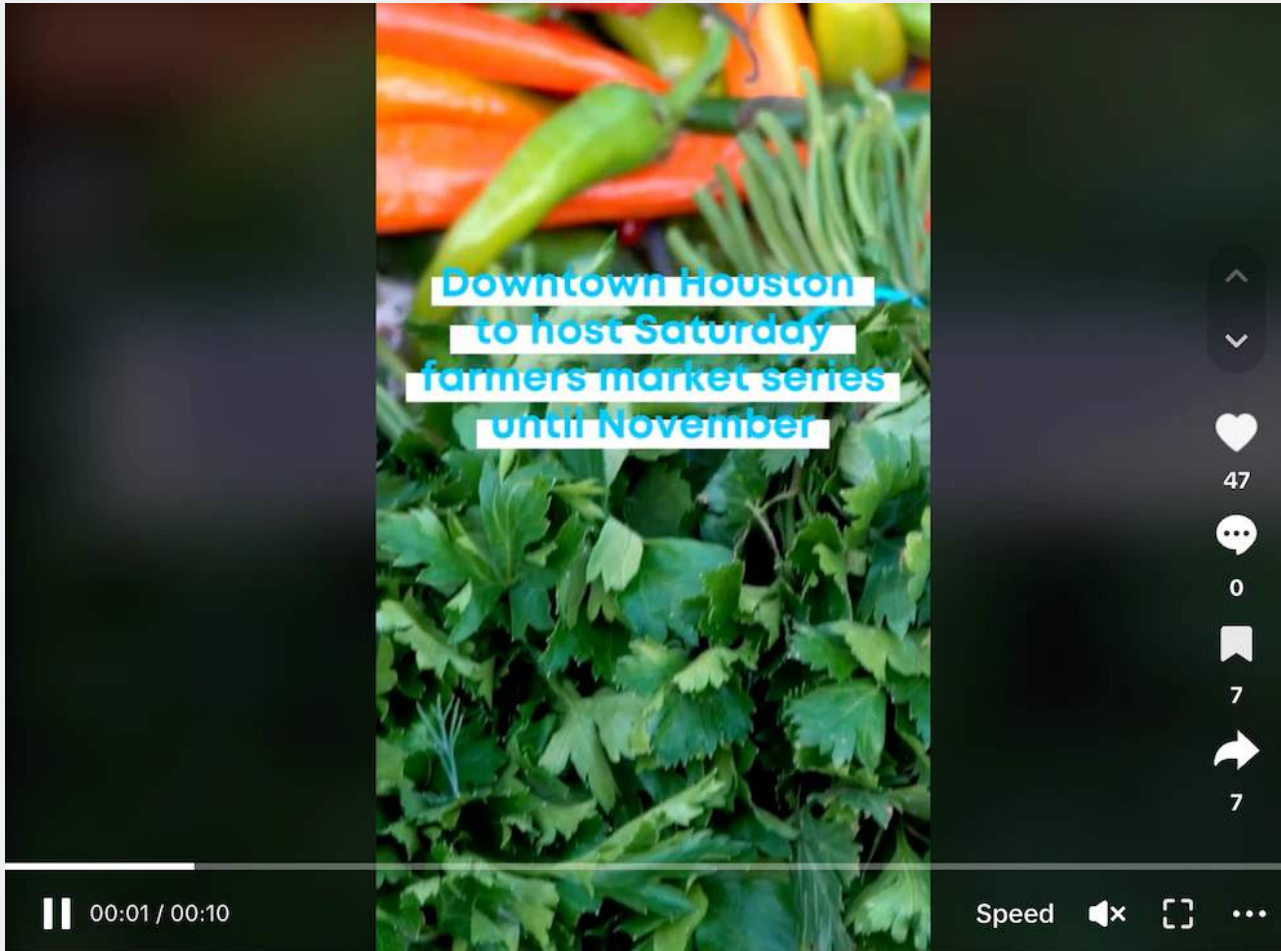 Downtown Houston
to host Saturday
farmers market series
until November
47
0
7
7
00:01 / 00:10
Speed